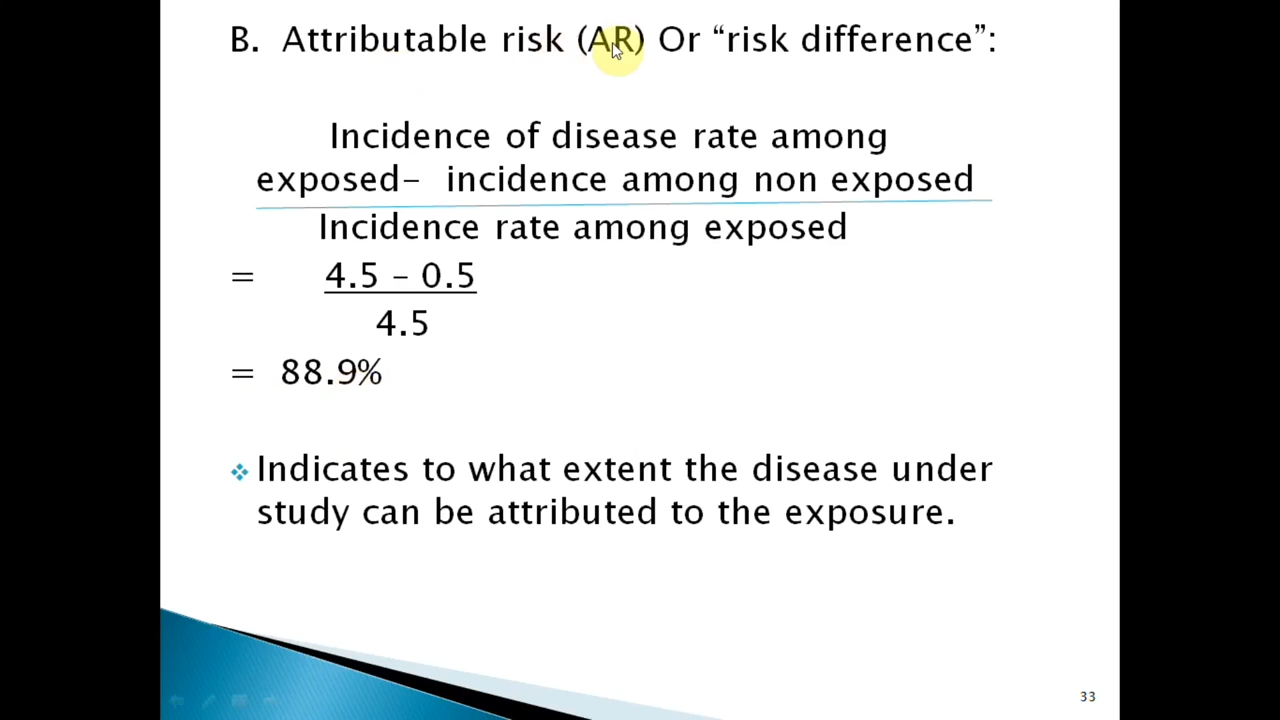 B. Attributable risk (AR) Or “risk difference”:
Incidence of disease rate among
exposed- incidence among non exposed
Incidence rate among exposed
= 4.5 – 0.5
4.5
= 88.9%
Indicates to what extent the disease under
study can be attributed to the exposure.
33